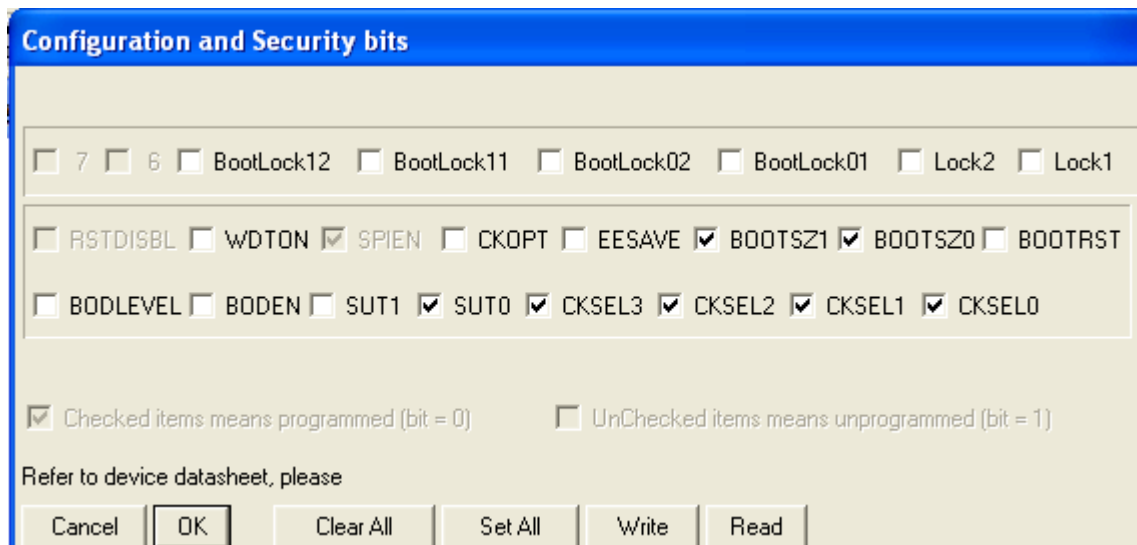 Configuration and Security bits
7 6 BootLock12 BootLock11 BootLock02 BootLock01 Lock2 Lock1
RSTDISBL WDTON SPIEN CKOPT EESAVE BOOTSZ1 BOOTSZ0 BOOTRST
BODLEVEL BODEN SUT1 SUT0 CKSEL3 CKSEL2 CKSEL1 CKSEL0
Checked items means programmed (bit = 0) UnChecked items means unprogrammed (bit = 1)
Refer to device datasheet, please
Cancel OK Clear All Set All Write Read